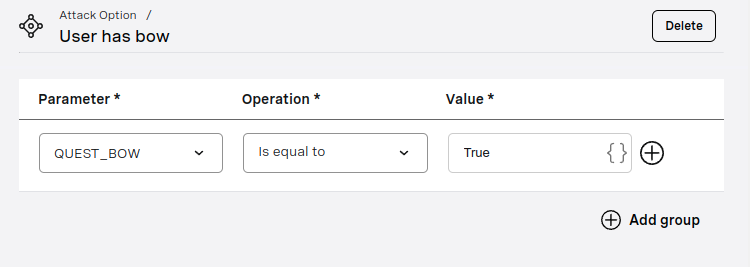 Attack Option /
User has bow
Delete
Parameter * Operation * Value *
QUEST_BOW Is equal to True {}
Add group